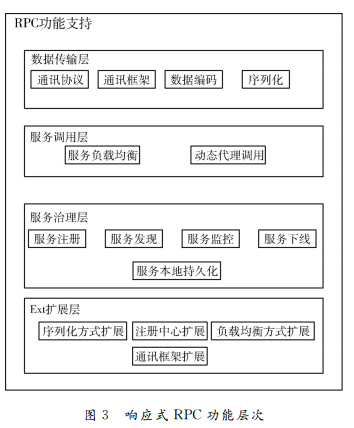 RPC功能支持
数据传输层
通讯协议 通讯框架 数据编码 序列化
服务调用层
服务负载均衡 动态代理调用
服务治理层
服务注册 服务发现 服务监控 服务下线
服务本地持久化
Ext扩展层
序列化方式扩展 注册中心扩展 负载均衡方式扩展
通讯框架扩展
图 3 响应式 RPC 功能层次